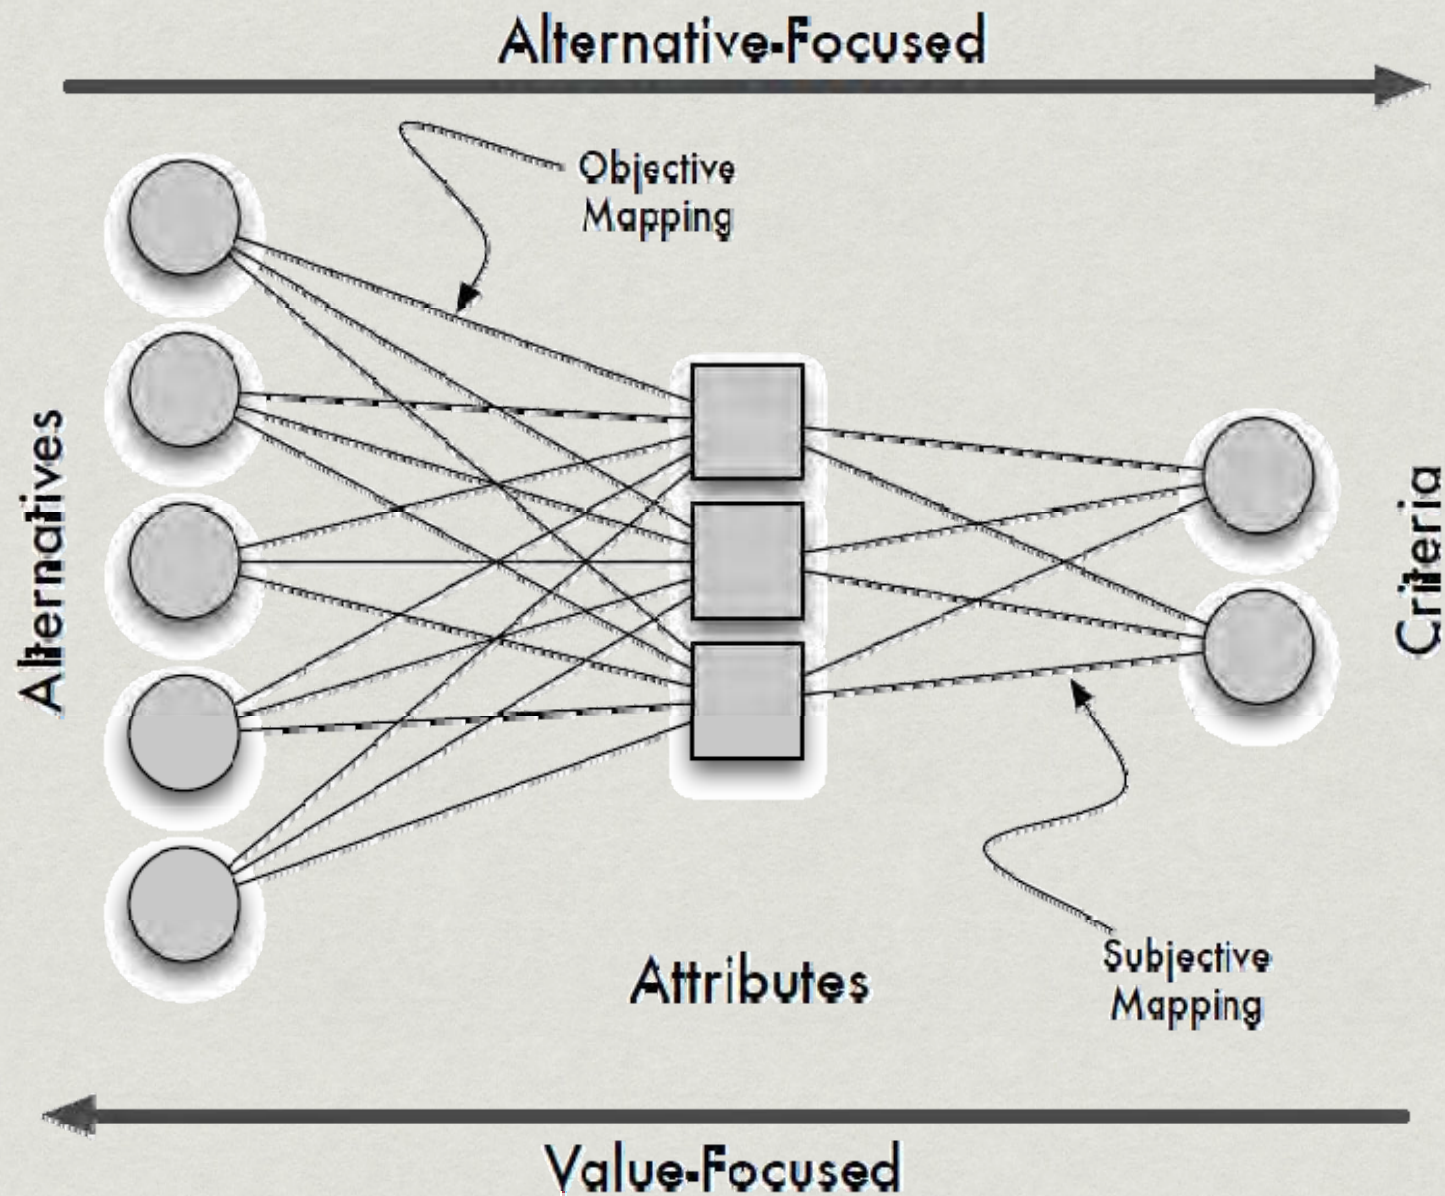 Alternative-Focused
Objective
Mapping
Alternatives
Criteria
Attributes
Subjective
Mapping
Value-Focused